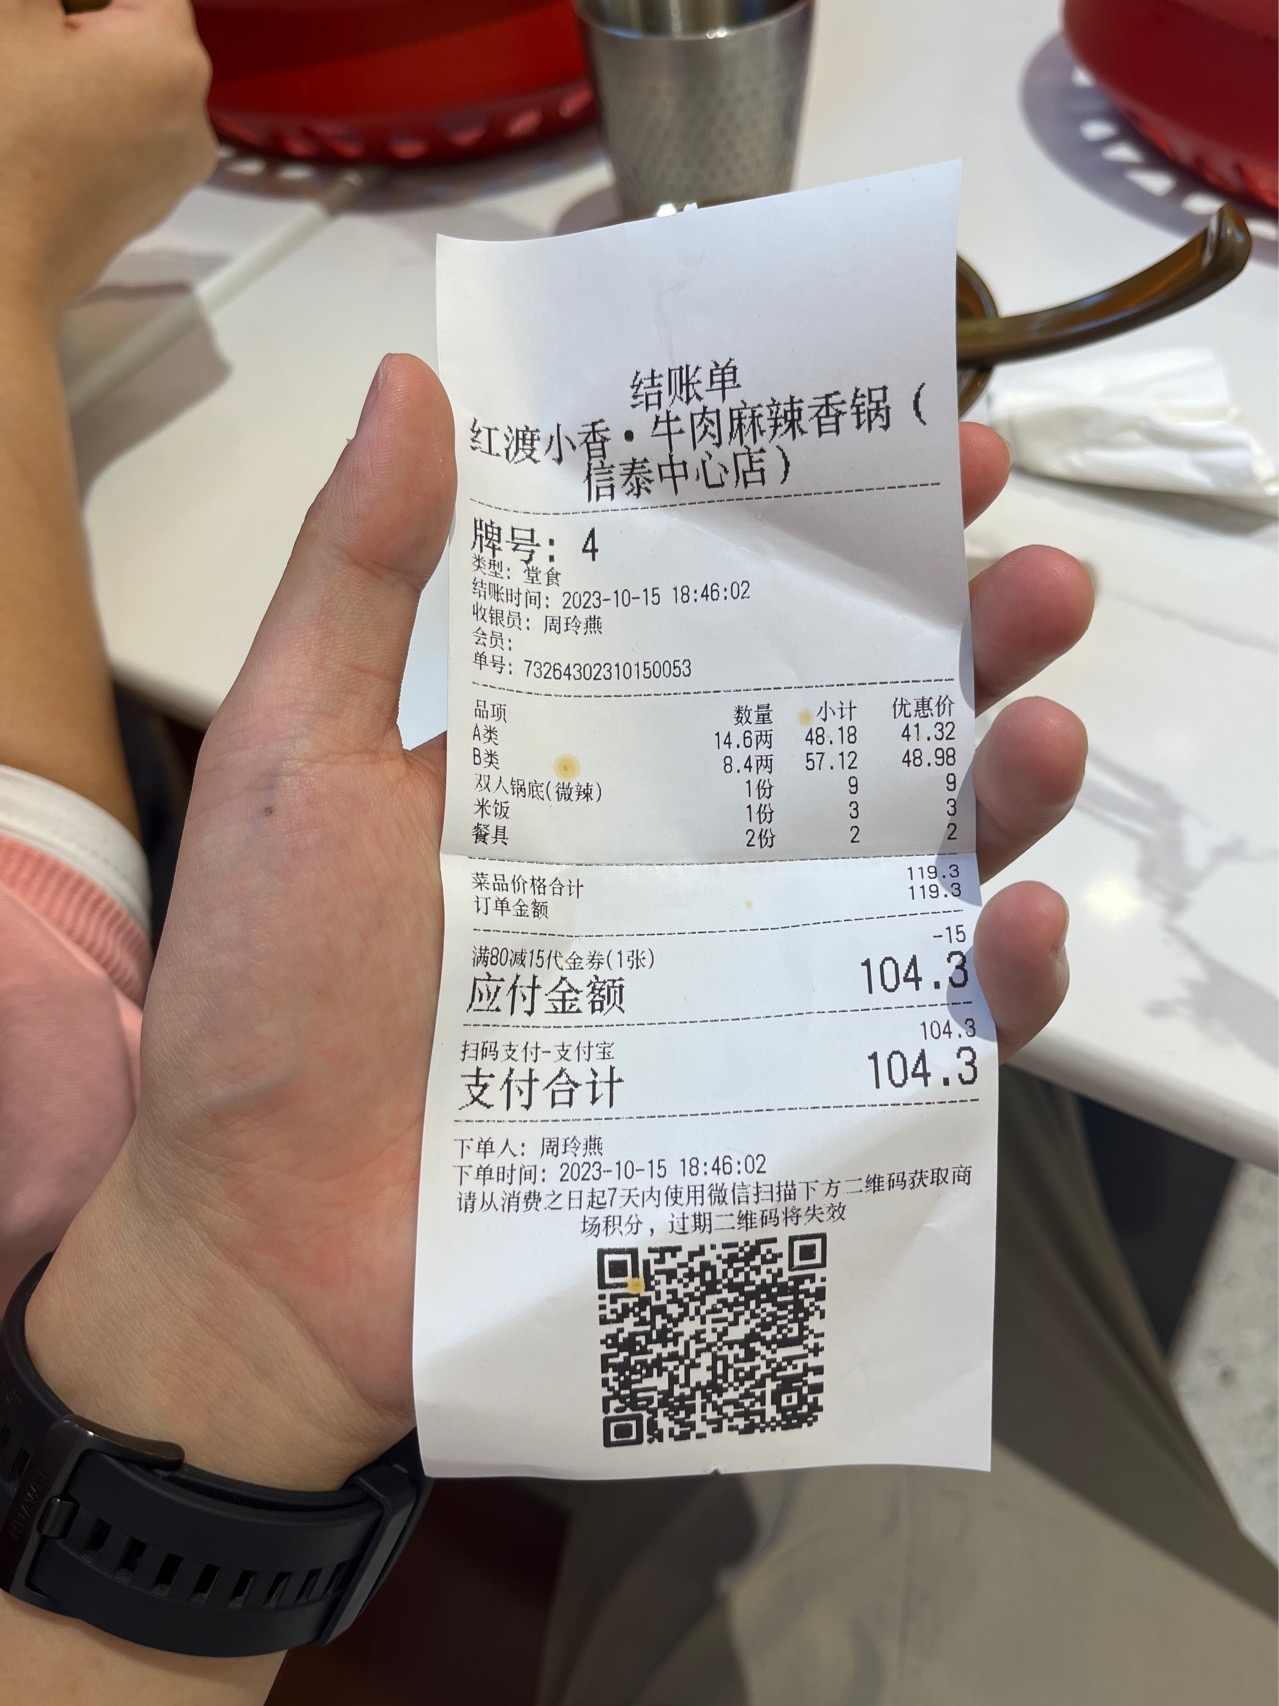 结账单
红渡小香·牛肉麻辣香锅（
信泰中心店）
牌号：4
类型：堂食
结账时间：2023-10-15 18:46:02
收银员：周玲燕
会员：
单号：73264302310150053
品项 数量 小计 优惠价
A类 14.6两 48.18 41.32
B类 8.4两 57.12 48.98
双人锅底(微辣) 1份 9 9
米饭 1份 3 3
餐具 2份 2 2
菜品价格合计 119.3
订单金额 119.3
满80减15代金券(1张) -15
应付金额 104.3
扫码支付-支付宝 104.3
支付合计 104.3
下单人：周玲燕
下单时间：2023-10-15 18:46:02
请从消费之日起7天内使用微信扫描下方二维码获取商
场积分，过期二维码将失效
HUAWEI